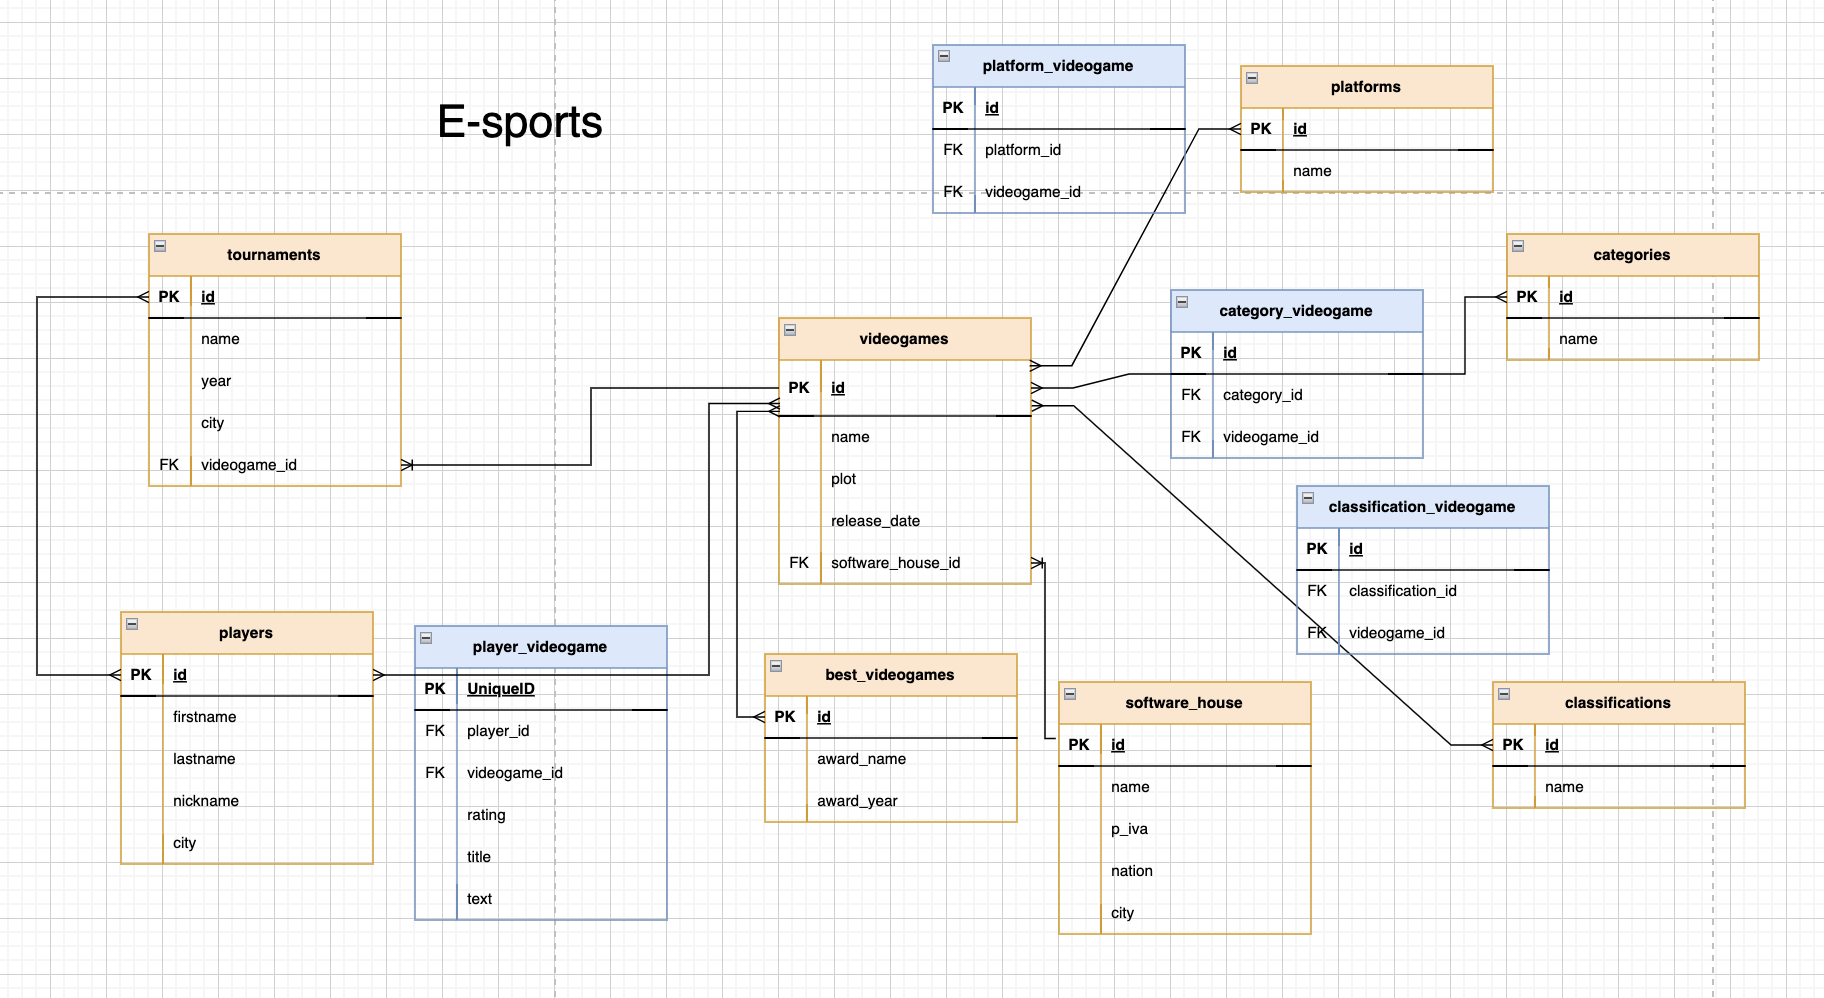 E-sports
platform_videogame
PK id
FK platform_id
FK videogame_id
platforms
PK id
name
tournaments
PK id
name
year
city
FK videogame_id
videogames
PK id
name
plot
release_date
FK software_house_id
category_videogame
PK id
FK category_id
FK videogame_id
categories
PK id
name
classification_videogame
PK id
FK classification_id
FK videogame_id
players
PK id
firstname
lastname
nickname
city
player_videogame
PK UniqueID
FK player_id
FK videogame_id
rating
title
text
best_videogames
PK id
award_name
award_year
software_house
PK id
name
p_iva
nation
city
classifications
PK id
name